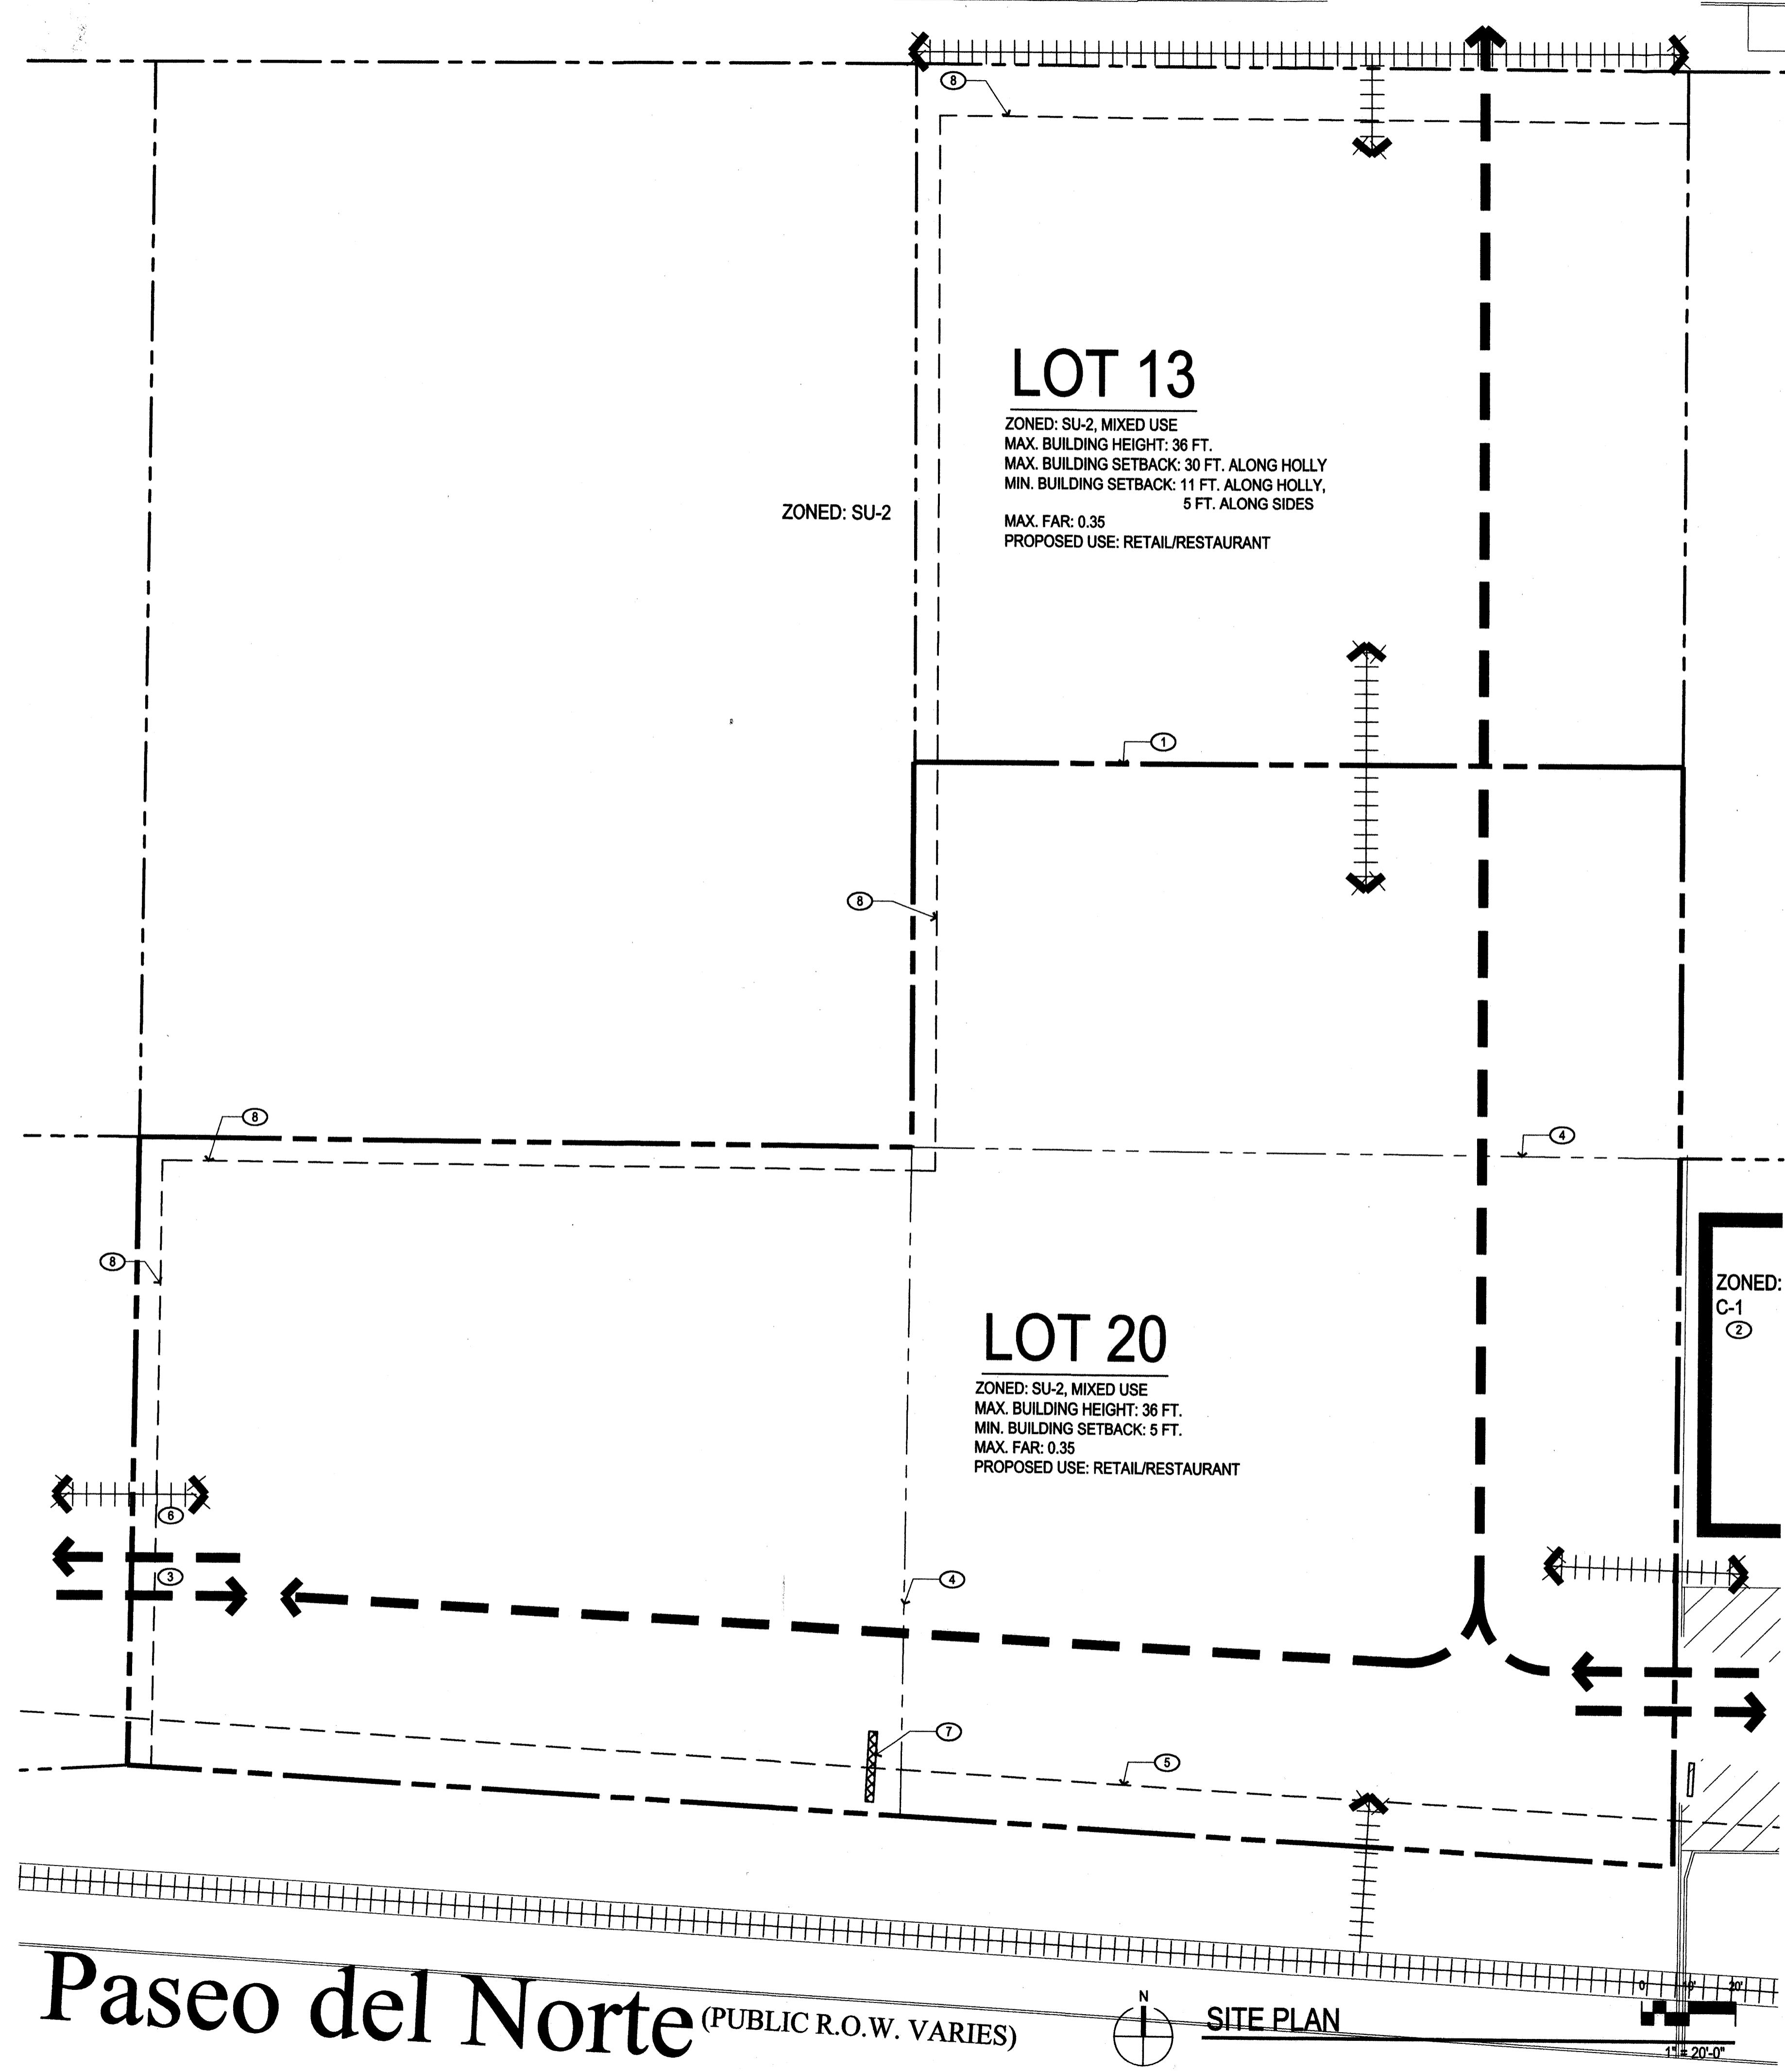 8
LOT 13
ZONED: SU-2, MIXED USE
MAX. BUILDING HEIGHT: 36 FT.
MAX. BUILDING SETBACK: 30 FT. ALONG HOLLY
MIN. BUILDING SETBACK: 11 FT. ALONG HOLLY,
5 FT. ALONG SIDES
MAX. FAR: 0.35
PROPOSED USE: RETAIL/RESTAURANT
ZONED: SU-2
1
8
8
4
8
ZONED:
C-1
2
LOT 20
ZONED: SU-2, MIXED USE
MAX. BUILDING HEIGHT: 36 FT.
MIN. BUILDING SETBACK: 5 FT.
MAX. FAR: 0.35
PROPOSED USE: RETAIL/RESTAURANT
6
3
4
7
5
Paseo del Norte (PUBLIC R.O.W. VARIES)
N
SITE PLAN
0 10' 20'
1" = 20'-0"